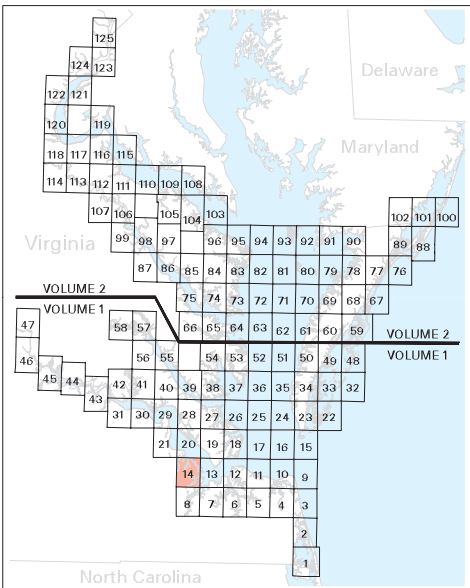 125
124 123
Delaware
122 121
120 119
Maryland
118 117 116 115
114 113 112 111 110 109 108
107 106 105 104 103 102 101 100
Virginia 99 98 97 96 95 94 93 92 91 90 89 88
87 86 85 84 83 82 81 80 79 78 77 76
VOLUME 2
75 74 73 72 71 70 69 68 67
VOLUME 1
47 58 57 66 65 64 63 62 61 60 59 VOLUME 2
46 56 55 54 53 52 51 50 49 48 VOLUME 1
45 44 43 42 41 40 39 38 37 36 35 34 33 32
31 30 29 28 27 26 25 24 23 22
21 20 19 18 17 16 15
14 13 12 11 10 9
8 7 6 5 4 3
2
1
North Carolina